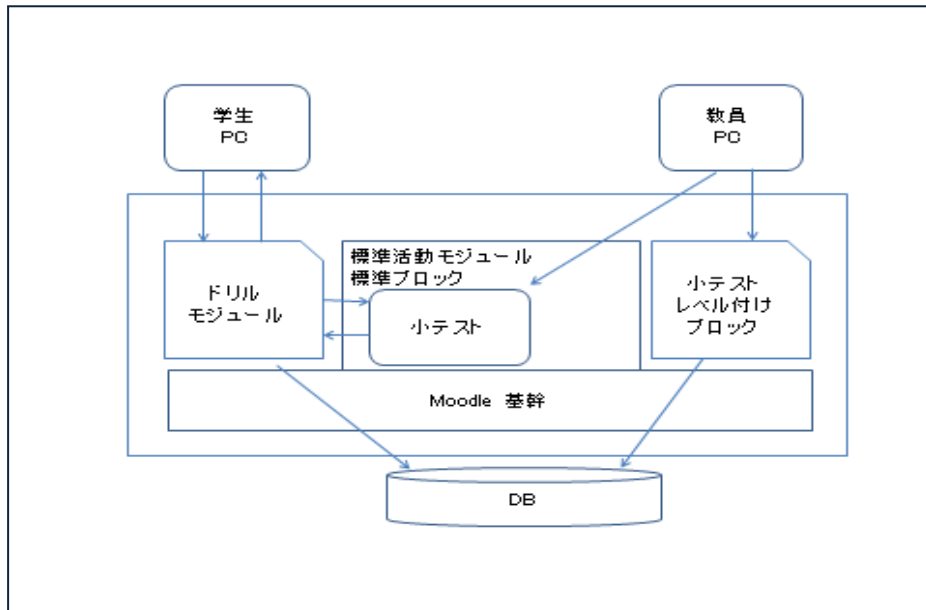 学生
PC
教員
PC
標準活動モジュール
標準ブロック
ドリル
モジュール
小テスト
小テスト
レベル付け
ブロック
Moodle 基幹
DB